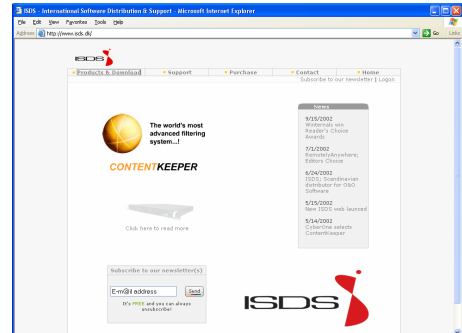 ISDS - International Software Distribution & Support - Microsoft Internet Explorer
File Edit View Favorites Tools Help
Address http://www.isds.dk/ Go Links
ISDS
Products & Download Support Purchase Contact Home
Subscribe to our newsletter | Logon
The world's most
advanced filtering
system...!
CONTENTKEEPER
Click here to read more
News
9/15/2002
Winternals win
Reader's Choice
Awards
7/1/2002
RemotelyAnywhere;
Editors Choice
6/24/2002
ISDS; Scandinavian
distributor for O&O
Software
5/15/2002
New ISDS web launced
5/14/2002
CyberOne selects
ContentKeeper
Subscribe to our newsletter(s)
E-m@il address Send
It's FREE and you can always
unsubscribe!
ISDS